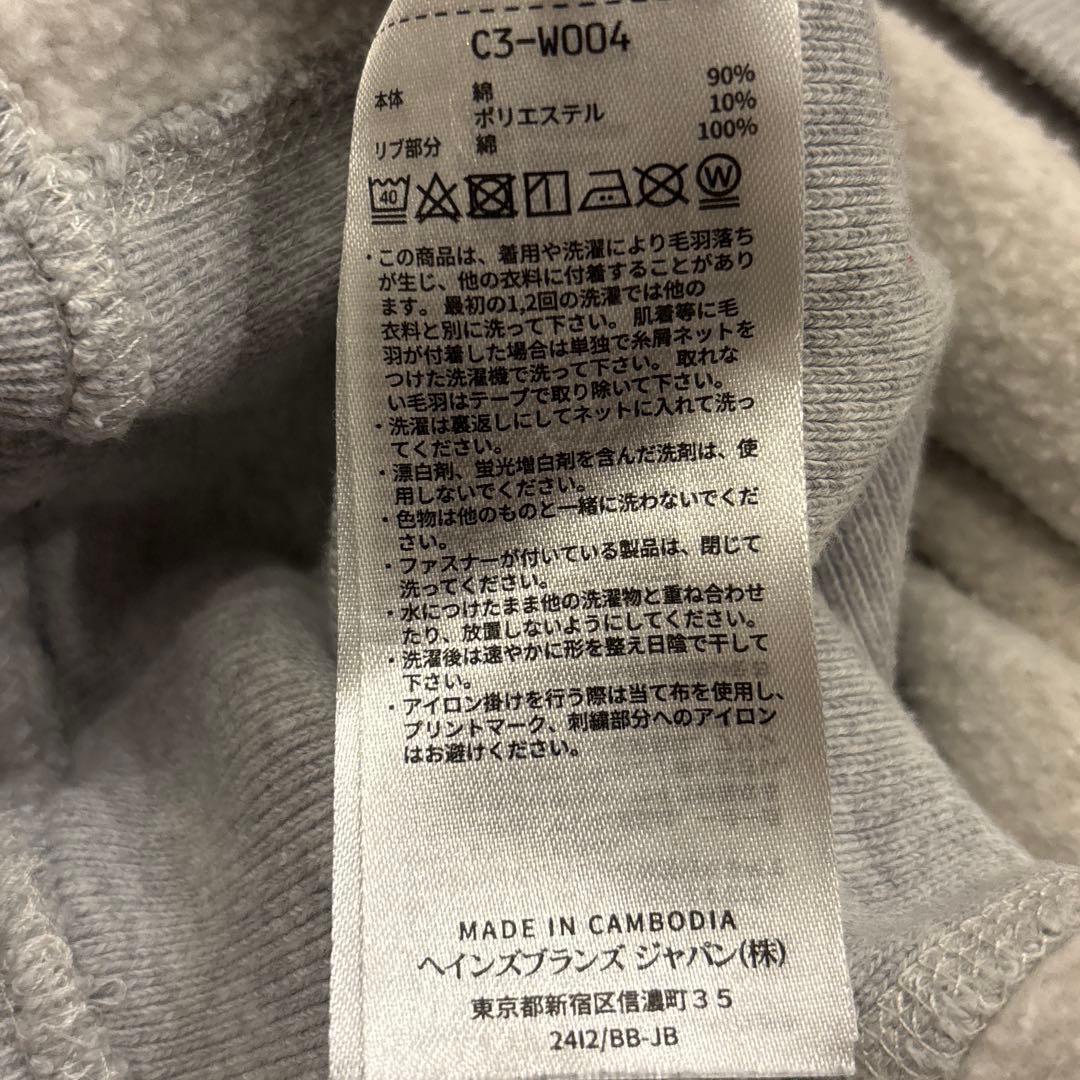 C3-W004
本体 綿 90%
ポリエステル 10%
リブ部分 綿 100%
40
W
・この商品は、着用や洗濯により毛羽落ち
が生じ、他の衣料に付着することがあり
ます。 最初の1,2回の洗濯では他の
衣料と別に洗って下さい。 肌着等に毛
羽が付着した場合は単独で糸屑ネットを
つけた洗濯機で洗って下さい。 取れな
い毛羽はテープで取り除いて下さい。
・洗濯は裏返しにしてネットに入れて洗っ
てください。
・漂白剤、蛍光増白剤を含んだ洗剤は、使
用しないでください。
・色物は他のものと一緒に洗わないでくだ
さい。
・ファスナーが付いている製品は、閉じて
洗ってください。
・水につけたまま他の洗濯物と重ね合わせ
たり、放置しないようにしてください。
・洗濯後は速やかに形を整え日陰で干して
下さい。
・アイロン掛けを行う際は当て布を使用し、
プリントマーク、刺繍部分へのアイロン
はお避けください。
MADE IN CAMBODIA
ヘインズブランズ ジャパン(株)
東京都新宿区信濃町３５
2412/BB-JB